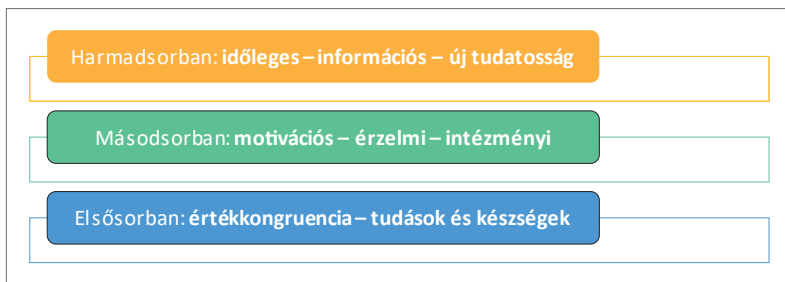 Harmadsorban: időleges – információs – új tudatosság
Másodsorban: motivációs – érzelmi – intézményi
Elsősorban: értékkongruencia – tudások és készségek